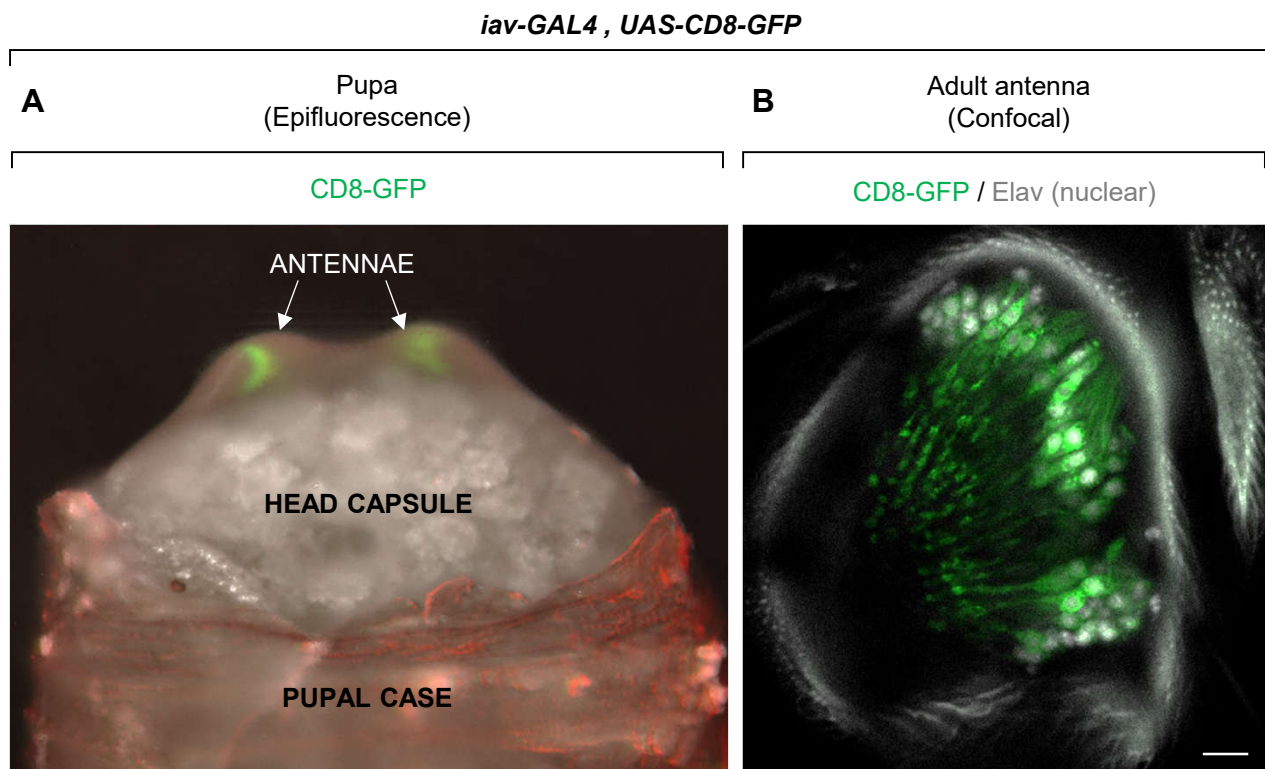 iav-GAL4 , UAS-CD8-GFP
A
Pupa
(Epifluorescence)
CD8-GFP
ANTENNAE
HEAD CAPSULE
PUPAL CASE
B
Adult antenna
(Confocal)
CD8-GFP / Elav (nuclear)